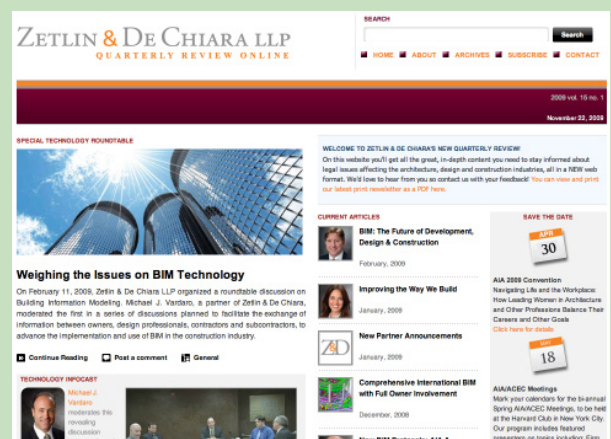 ZETLIN & DE CHIARA LLP
QUARTERLY REVIEW ONLINE
SEARCH
Search
HOME ABOUT ARCHIVES SUBSCRIBE CONTACT
2009 vol. 15 no. 1
November 22, 2009
SPECIAL TECHNOLOGY ROUNDTABLE
Weighing the Issues on BIM Technology
On February 11, 2009, Zetlin & De Chiara LLP organized a roundtable discussion on
Building Information Modeling. Michael J. Vardaro, a partner of Zetlin & De Chiara,
moderated the first in a series of discussions planned to facilitate the exchange of
information between owners, design professionals, contractors and subcontractors, to
advance the implementation and use of BIM in the construction industry.
Continue Reading Post a comment General
TECHNOLOGY INFOCAST
Michael J.
Vardaro
moderates this
revealing
discussion
WELCOME TO ZETLIN & DE CHIARA'S NEW QUARTERLY REVIEW!
On this website you'll get all the great, in-depth content you need to stay informed about
legal issues affecting the architecture, design and construction industries, all in a NEW web
format. We'd love to hear from you so contact us with your feedback! You can view and print
our latest print newsletter as a PDF here.
CURRENT ARTICLES
BIM: The Future of Development,
Design & Construction
February, 2009
Improving the Way We Build
January, 2009
Z&D
New Partner Announcements
January, 2009
Comprehensive International BIM
with Full Owner Involvement
December, 2008
SAVE THE DATE
APR
30
AIA 2009 Convention
Navigating Life and the Workplace:
How Leading Women in Architecture
and Other Professions Balance Their
Careers and Other Goals
Click here for details
MAY
18
AIA/ACEC Meetings
Mark your calendars for the bi-annual
Spring AIA/ACEC Meetings, to be held
at the Harvard Club in New York City.
Our program includes featured